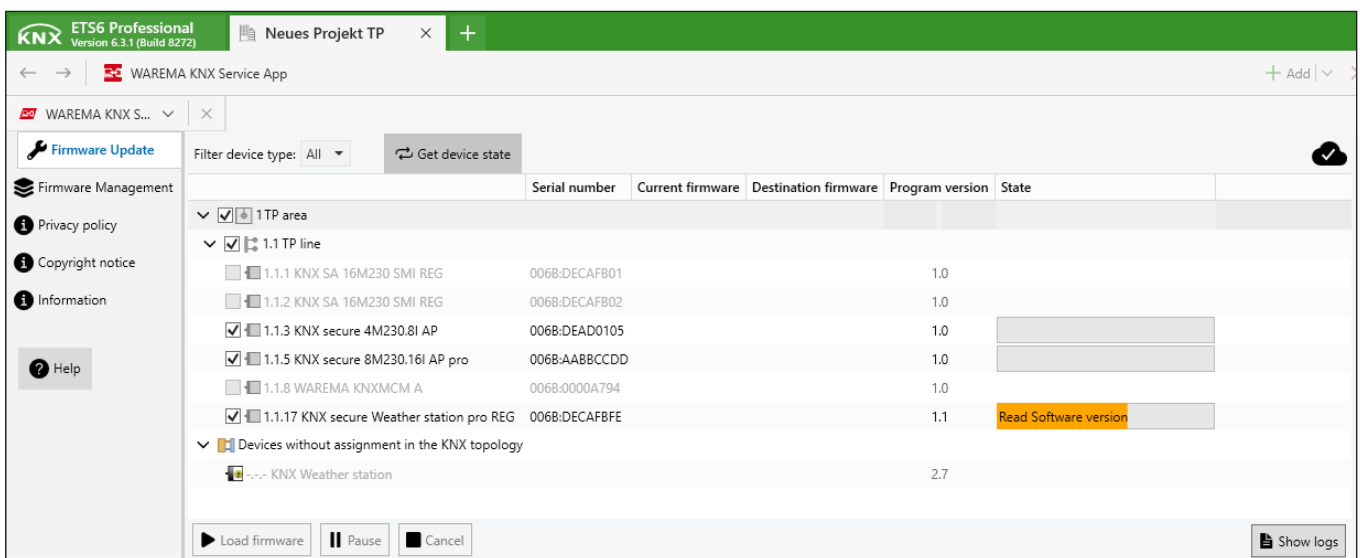 KNX ETS6 Professional
Version 6.3.1 (Build 8272)
Neues Projekt TP
WAREMA KNX Service App
Add
WAREMA KNX S...
Firmware Update
Filter device type: All
Get device state
Firmware Management
Serial number Current firmware Destination firmware Program version State
Privacy policy
1 TP area
1.1 TP line
Copyright notice
1.1.1 KNX SA 16M230 SMI REG 006B:DECAFB01 1.0
Information
1.1.2 KNX SA 16M230 SMI REG 006B:DECAFB02 1.0
1.1.3 KNX secure 4M230.8I AP 006B:DEAD0105 1.0
Help
1.1.5 KNX secure 8M230.16I AP pro 006B:AABBCCDD 1.0
1.1.8 WAREMA KNXMCM A 006B:0000A794 1.0
1.1.17 KNX secure Weather station pro REG 006B:DECAFBFE 1.1 Read Software version
Devices without assignment in the KNX topology
-.-.- KNX Weather station 2.7
Load firmware Pause Cancel Show logs